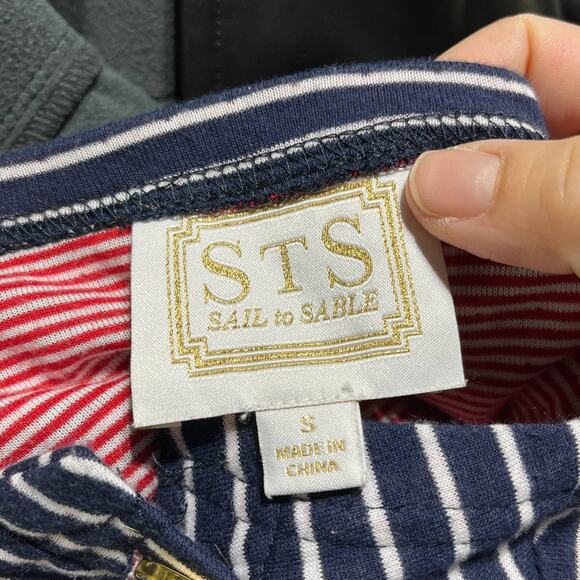 STS
SAIL to SABLE
S
MADE IN
CHINA